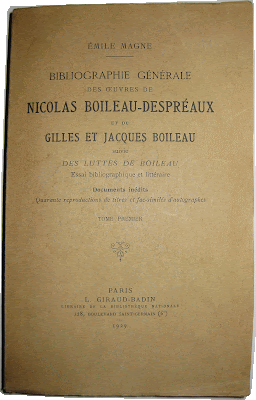 ÉMILE MAGNE
BIBLIOGRAPHIE GÉNÉRALE
DES ŒUVRES DE
NICOLAS BOILEAU-DESPRÉAUX
ET DE
GILLES ET JACQUES BOILEAU
SUIVIE
DES LUTTES DE BOILEAU
Essai bibliographique et littéraire
Documents inédits
Quarante reproductions de titres et fac-similés d'autographes
TOME PREMIER
PARIS
L. GIRAUD-BADIN
LIBRAIRE DE LA BIBLIOTHÈQUE NATIONALE
128, BOULEVARD SAINT-GERMAIN (6ᵉ)
1929